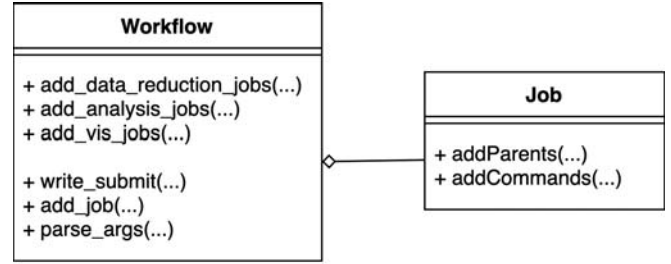 Workflow
+ add_data_reduction_jobs(...)
+ add_analysis_jobs(...)
+ add_vis_jobs(...)
+ write_submit(...)
+ add_job(...)
+ parse_args(...)
Job
+ addParents(...)
+ addCommands(...)